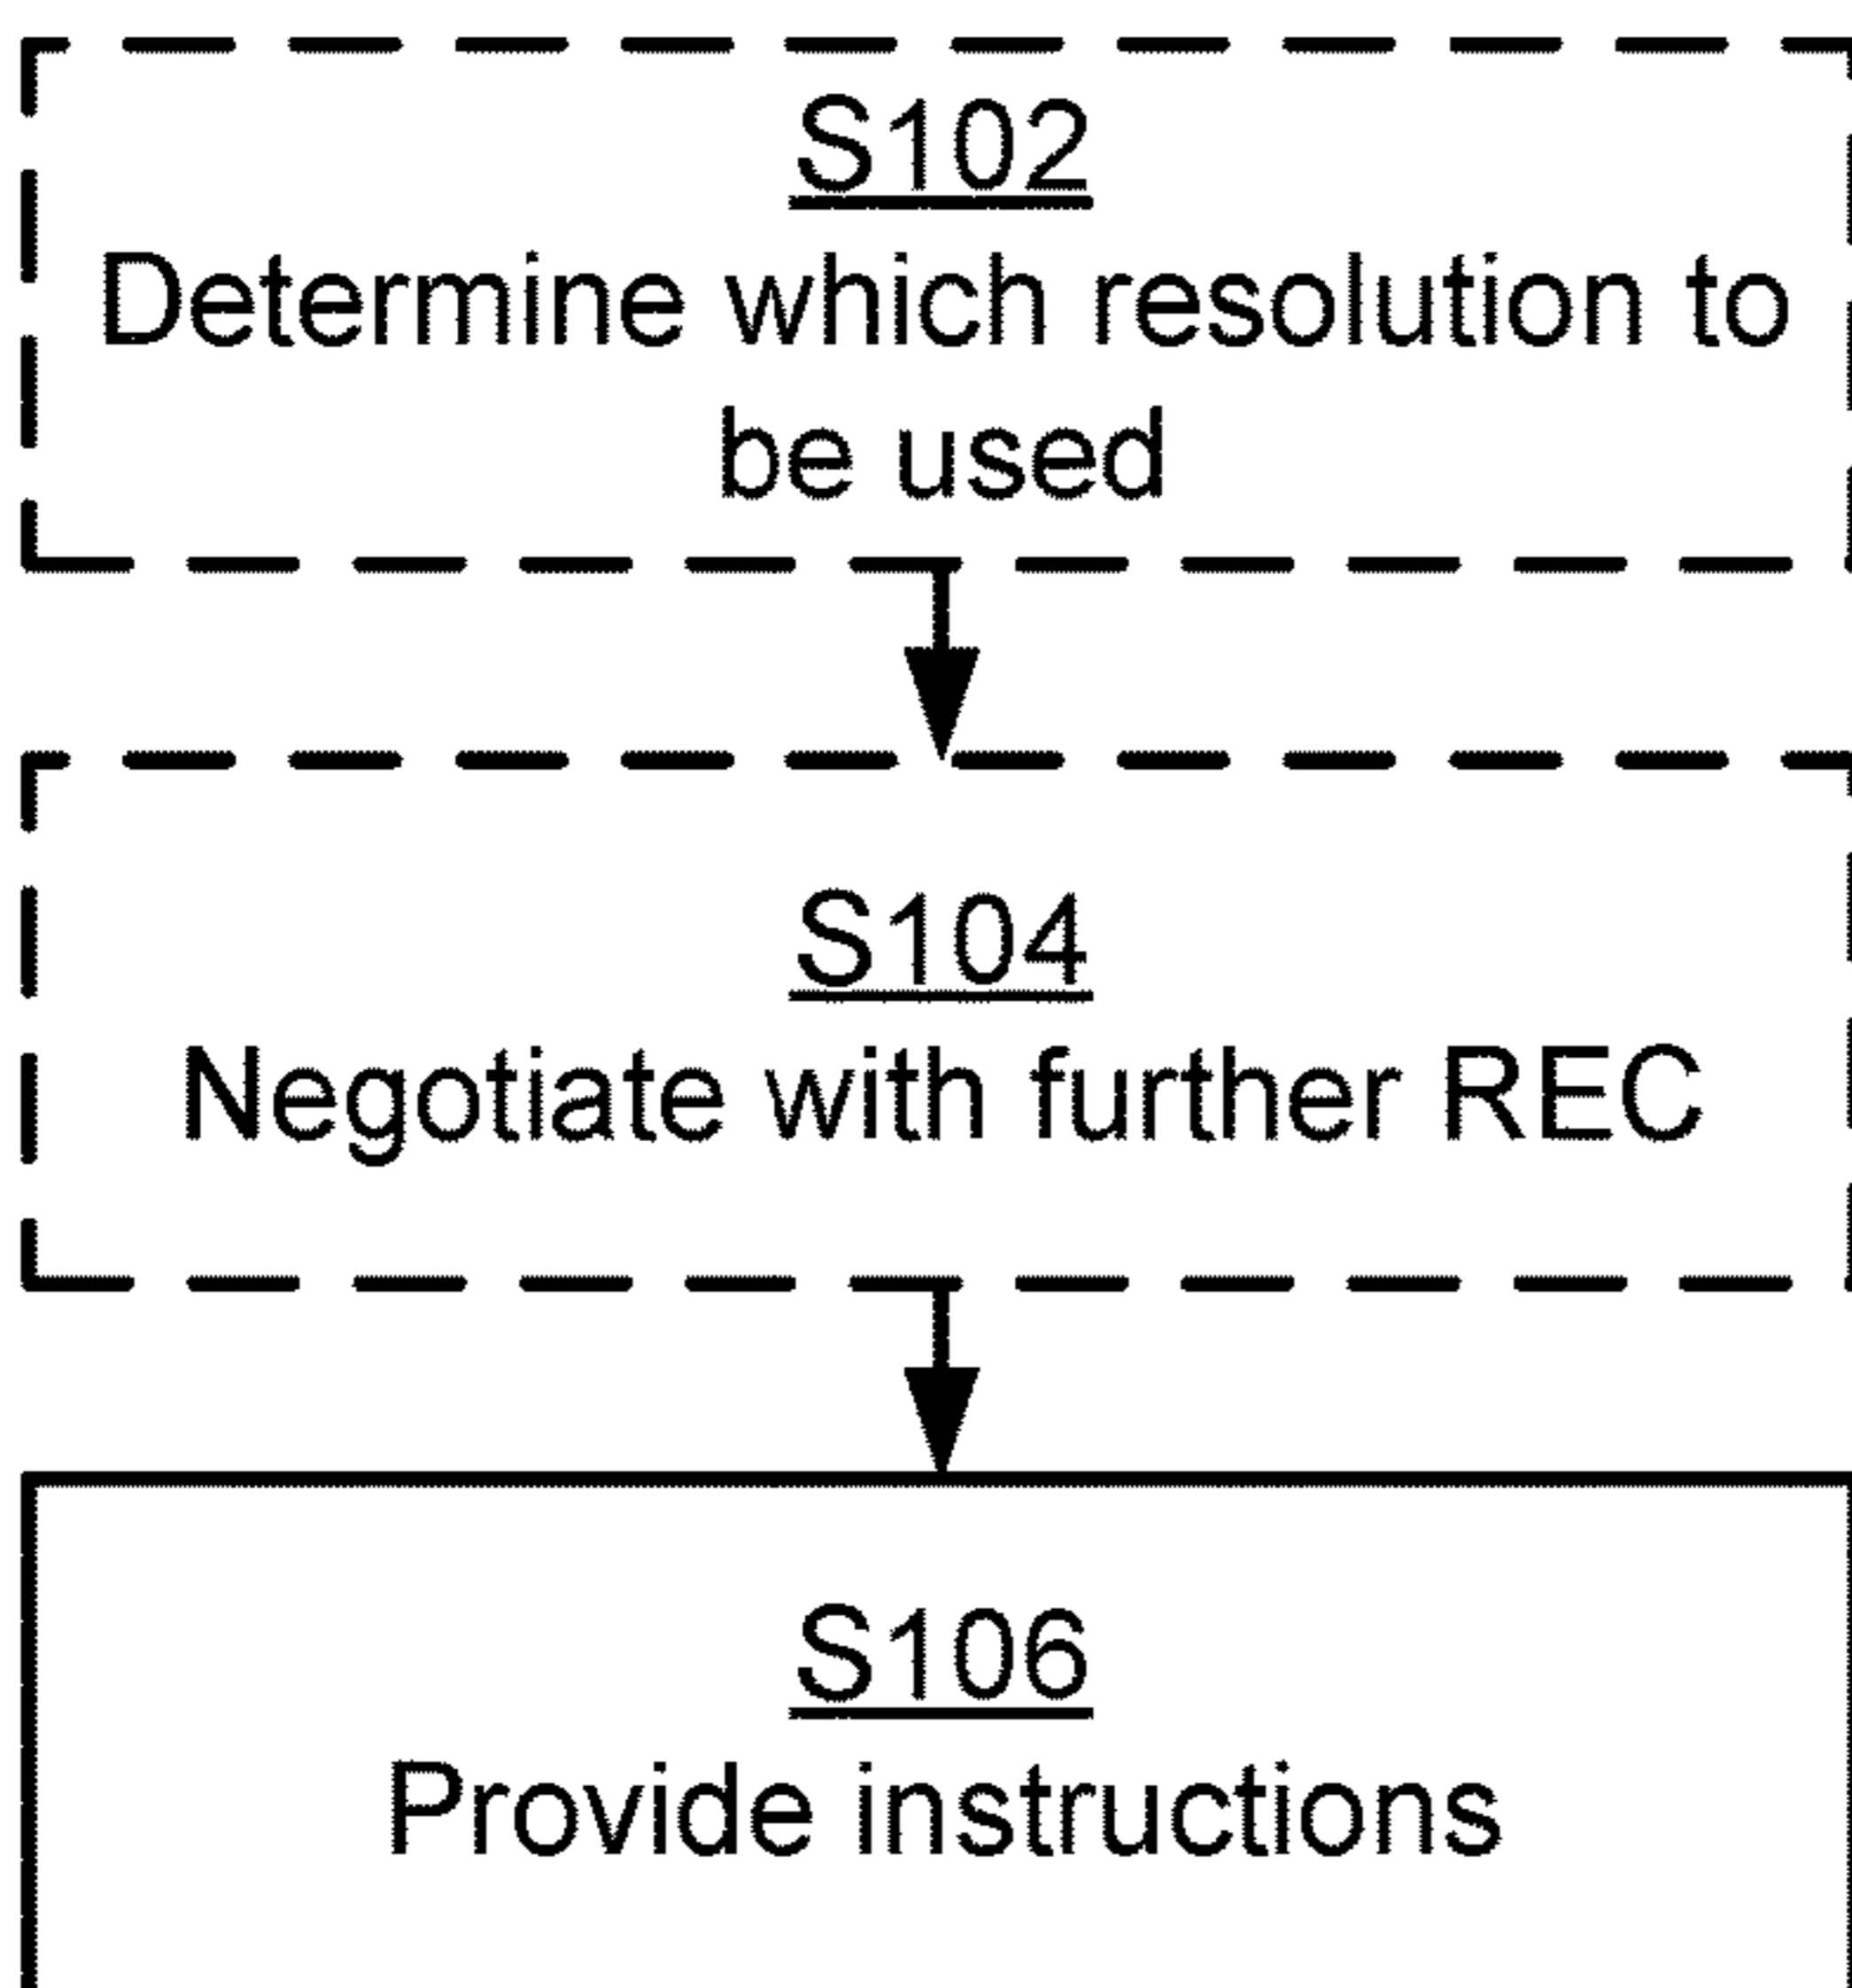 S102
Determine which resolution to
be used
S104
Negotiate with further REC
S106
Provide instructions